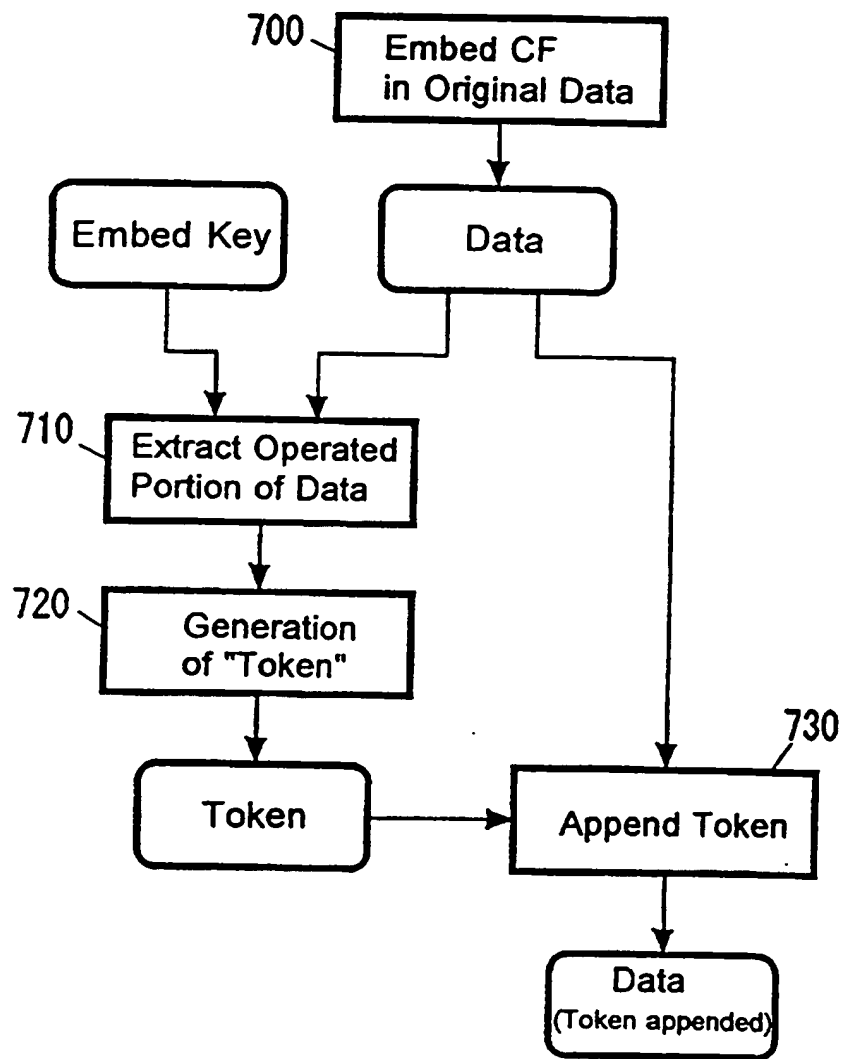 700
Embed CF
in Original Data
Embed Key
Data
710
Extract Operated
Portion of Data
720
Generation
of "Token"
730
Token
Append Token
Data
(Token appended)